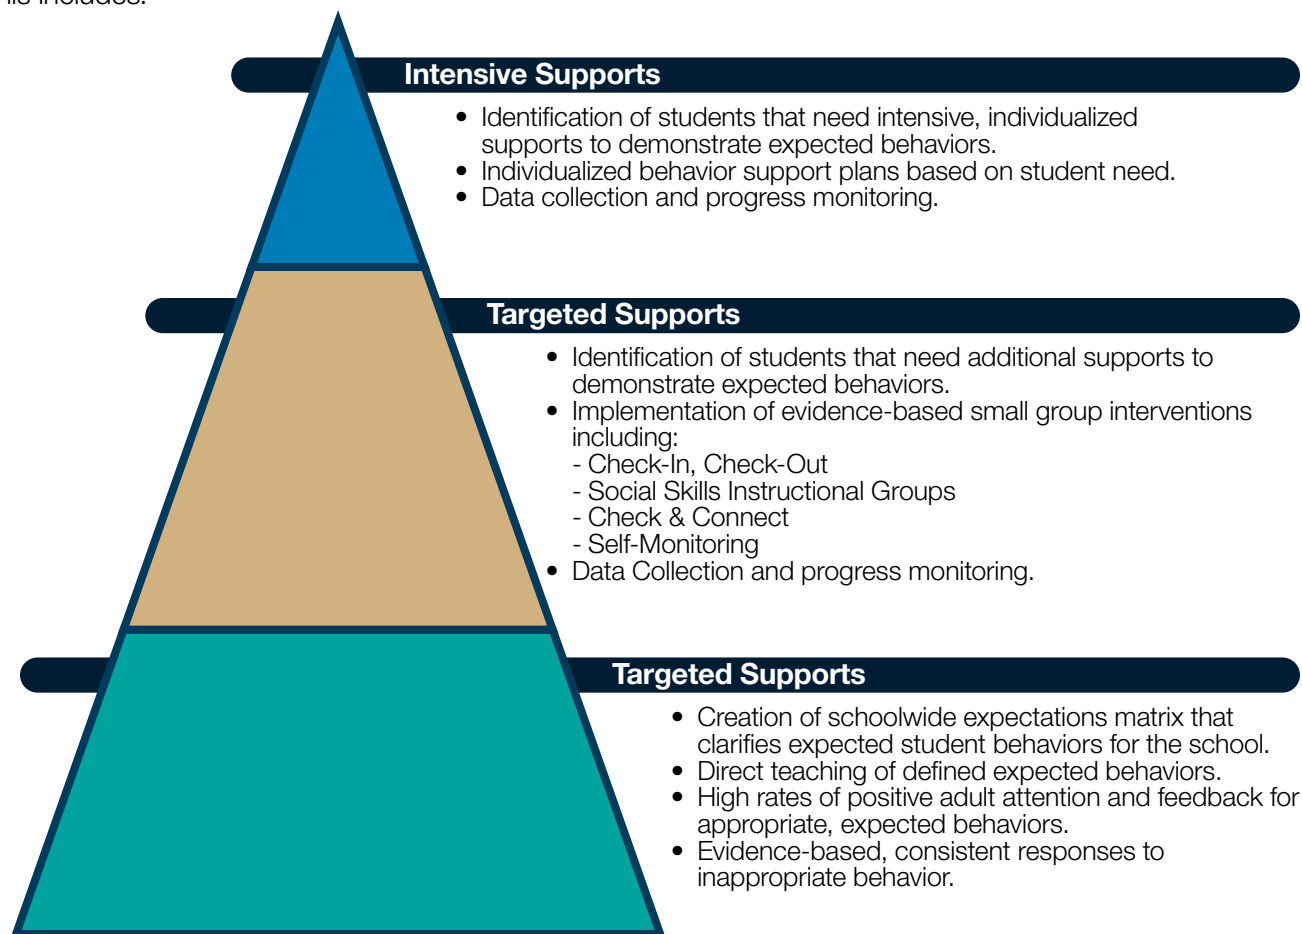 Intensive Supports
• Identification of students that need intensive, individualized
supports to demonstrate expected behaviors.
• Individualized behavior support plans based on student need.
• Data collection and progress monitoring.
Targeted Supports
• Identification of students that need additional supports to
demonstrate expected behaviors.
• Implementation of evidence-based small group interventions
including:
- Check-In, Check-Out
- Social Skills Instructional Groups
- Check & Connect
- Self-Monitoring
• Data Collection and progress monitoring.
Targeted Supports
• Creation of schoolwide expectations matrix that
clarifies expected student behaviors for the school.
• Direct teaching of defined expected behaviors.
• High rates of positive adult attention and feedback for
appropriate, expected behaviors.
• Evidence-based, consistent responses to
inappropriate behavior.